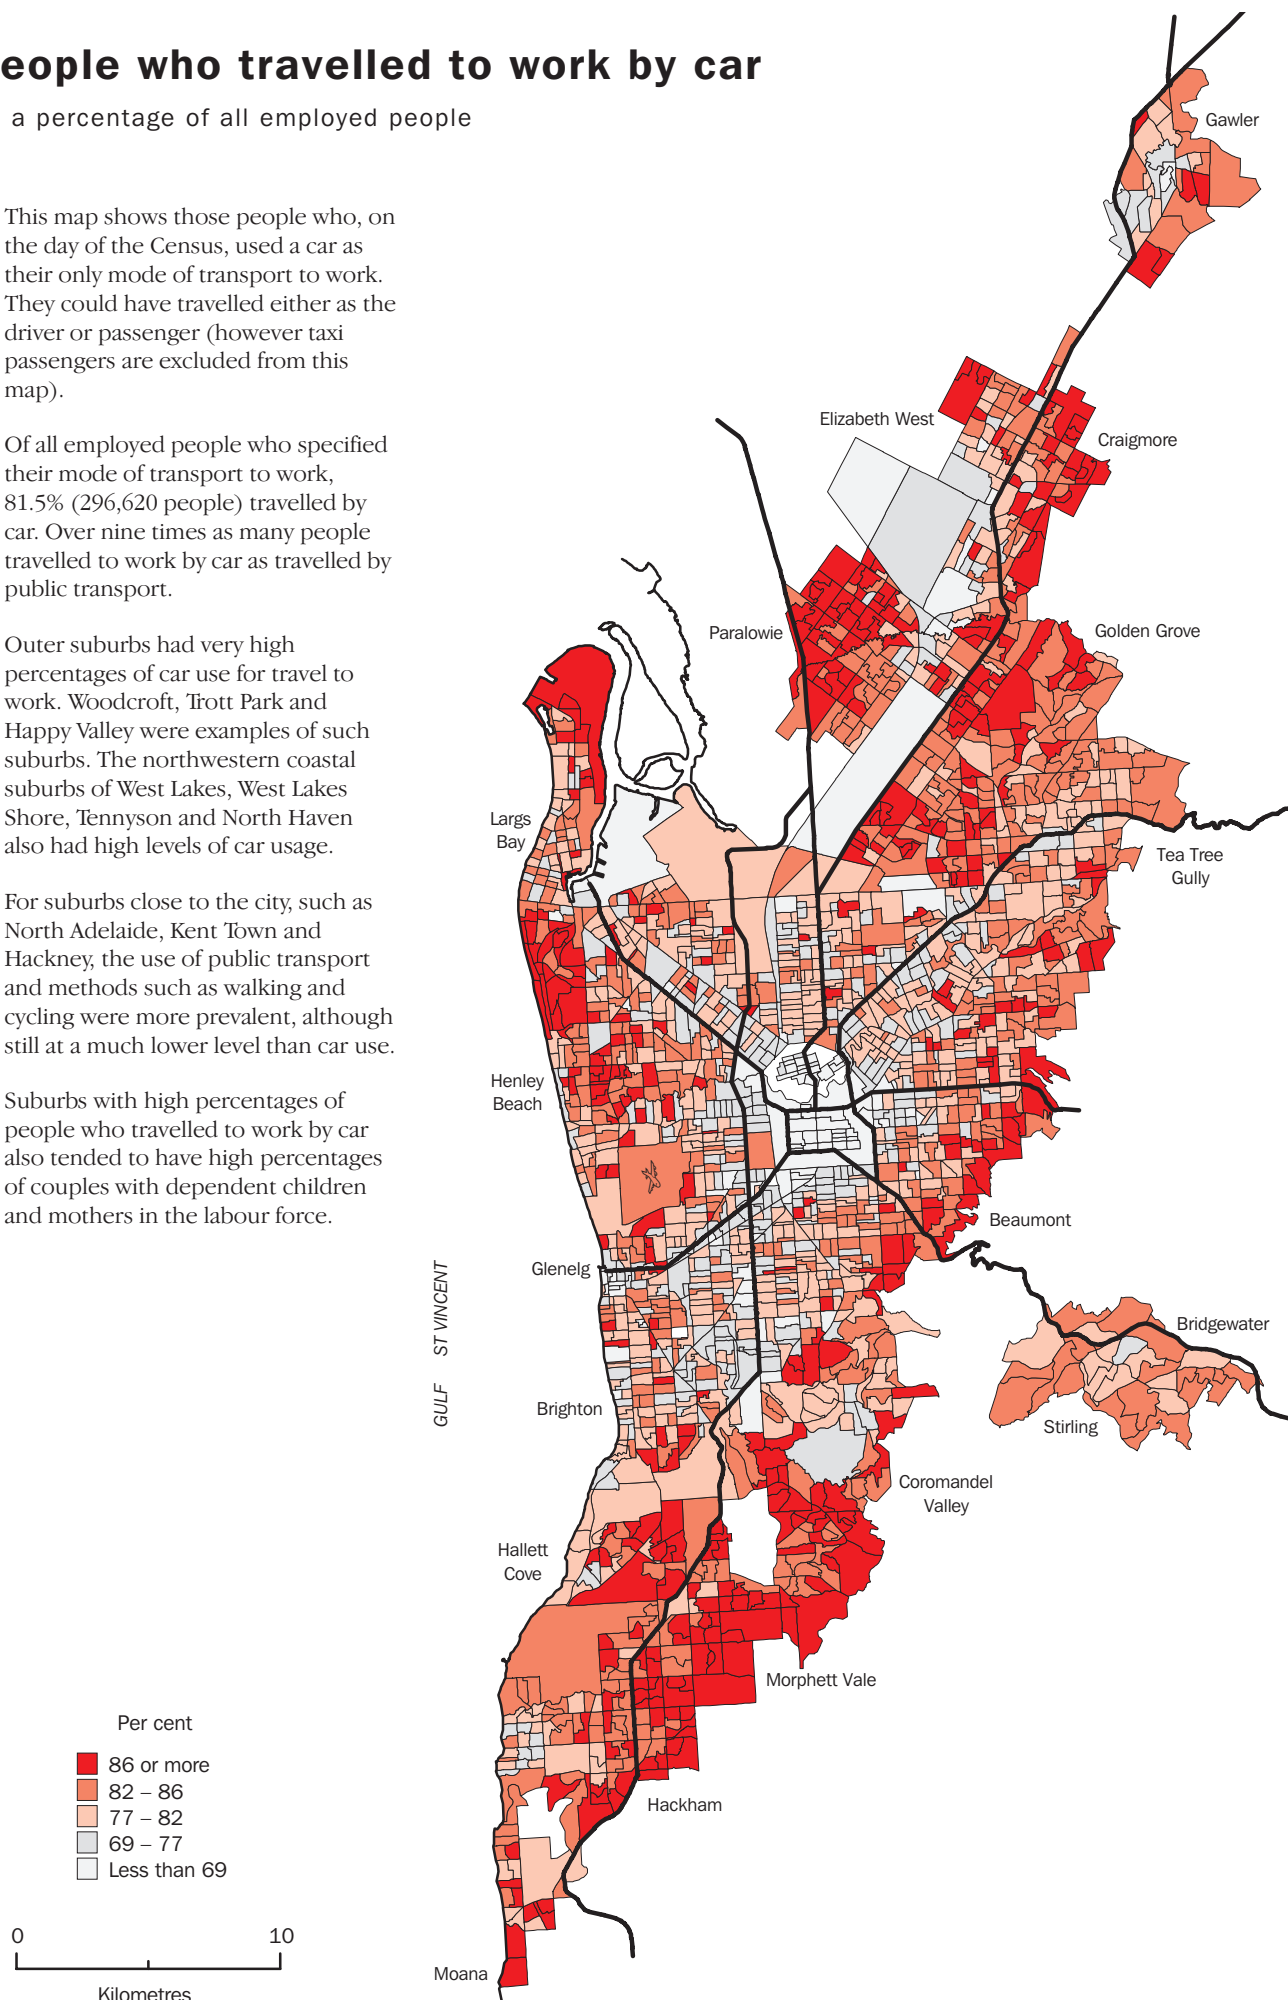 eople who travelled to work by car
a percentage of all employed people
This map shows those people who, on
the day of the Census, used a car as
their only mode of transport to work.
They could have travelled either as the
driver or passenger (however taxi
passengers are excluded from this
map).
Of all employed people who specified
their mode of transport to work,
81.5% (296,620 people) travelled by
car. Over nine times as many people
travelled to work by car as travelled by
public transport.
Outer suburbs had very high
percentages of car use for travel to
work. Woodcroft, Trott Park and
Happy Valley were examples of such
suburbs. The northwestern coastal
suburbs of West Lakes, West Lakes
Shore, Tennyson and North Haven
also had high levels of car usage.
For suburbs close to the city, such as
North Adelaide, Kent Town and
Hackney, the use of public transport
and methods such as walking and
cycling were more prevalent, although
still at a much lower level than car use.
Suburbs with high percentages of
people who travelled to work by car
also tended to have high percentages
of couples with dependent children
and mothers in the labour force.
Gawler
Elizabeth West
Craigmore
Paralowie
Golden Grove
Largs
Bay
Tea Tree
Gully
Henley
Beach
Beaumont
Glenelg
GULF ST VINCENT
Bridgewater
Brighton
Stirling
Coromandel
Valley
Hallett
Cove
Morphett Vale
Hackham
Moana
Per cent
86 or more
82 – 86
77 – 82
69 – 77
Less than 69
0 10
Kilometres